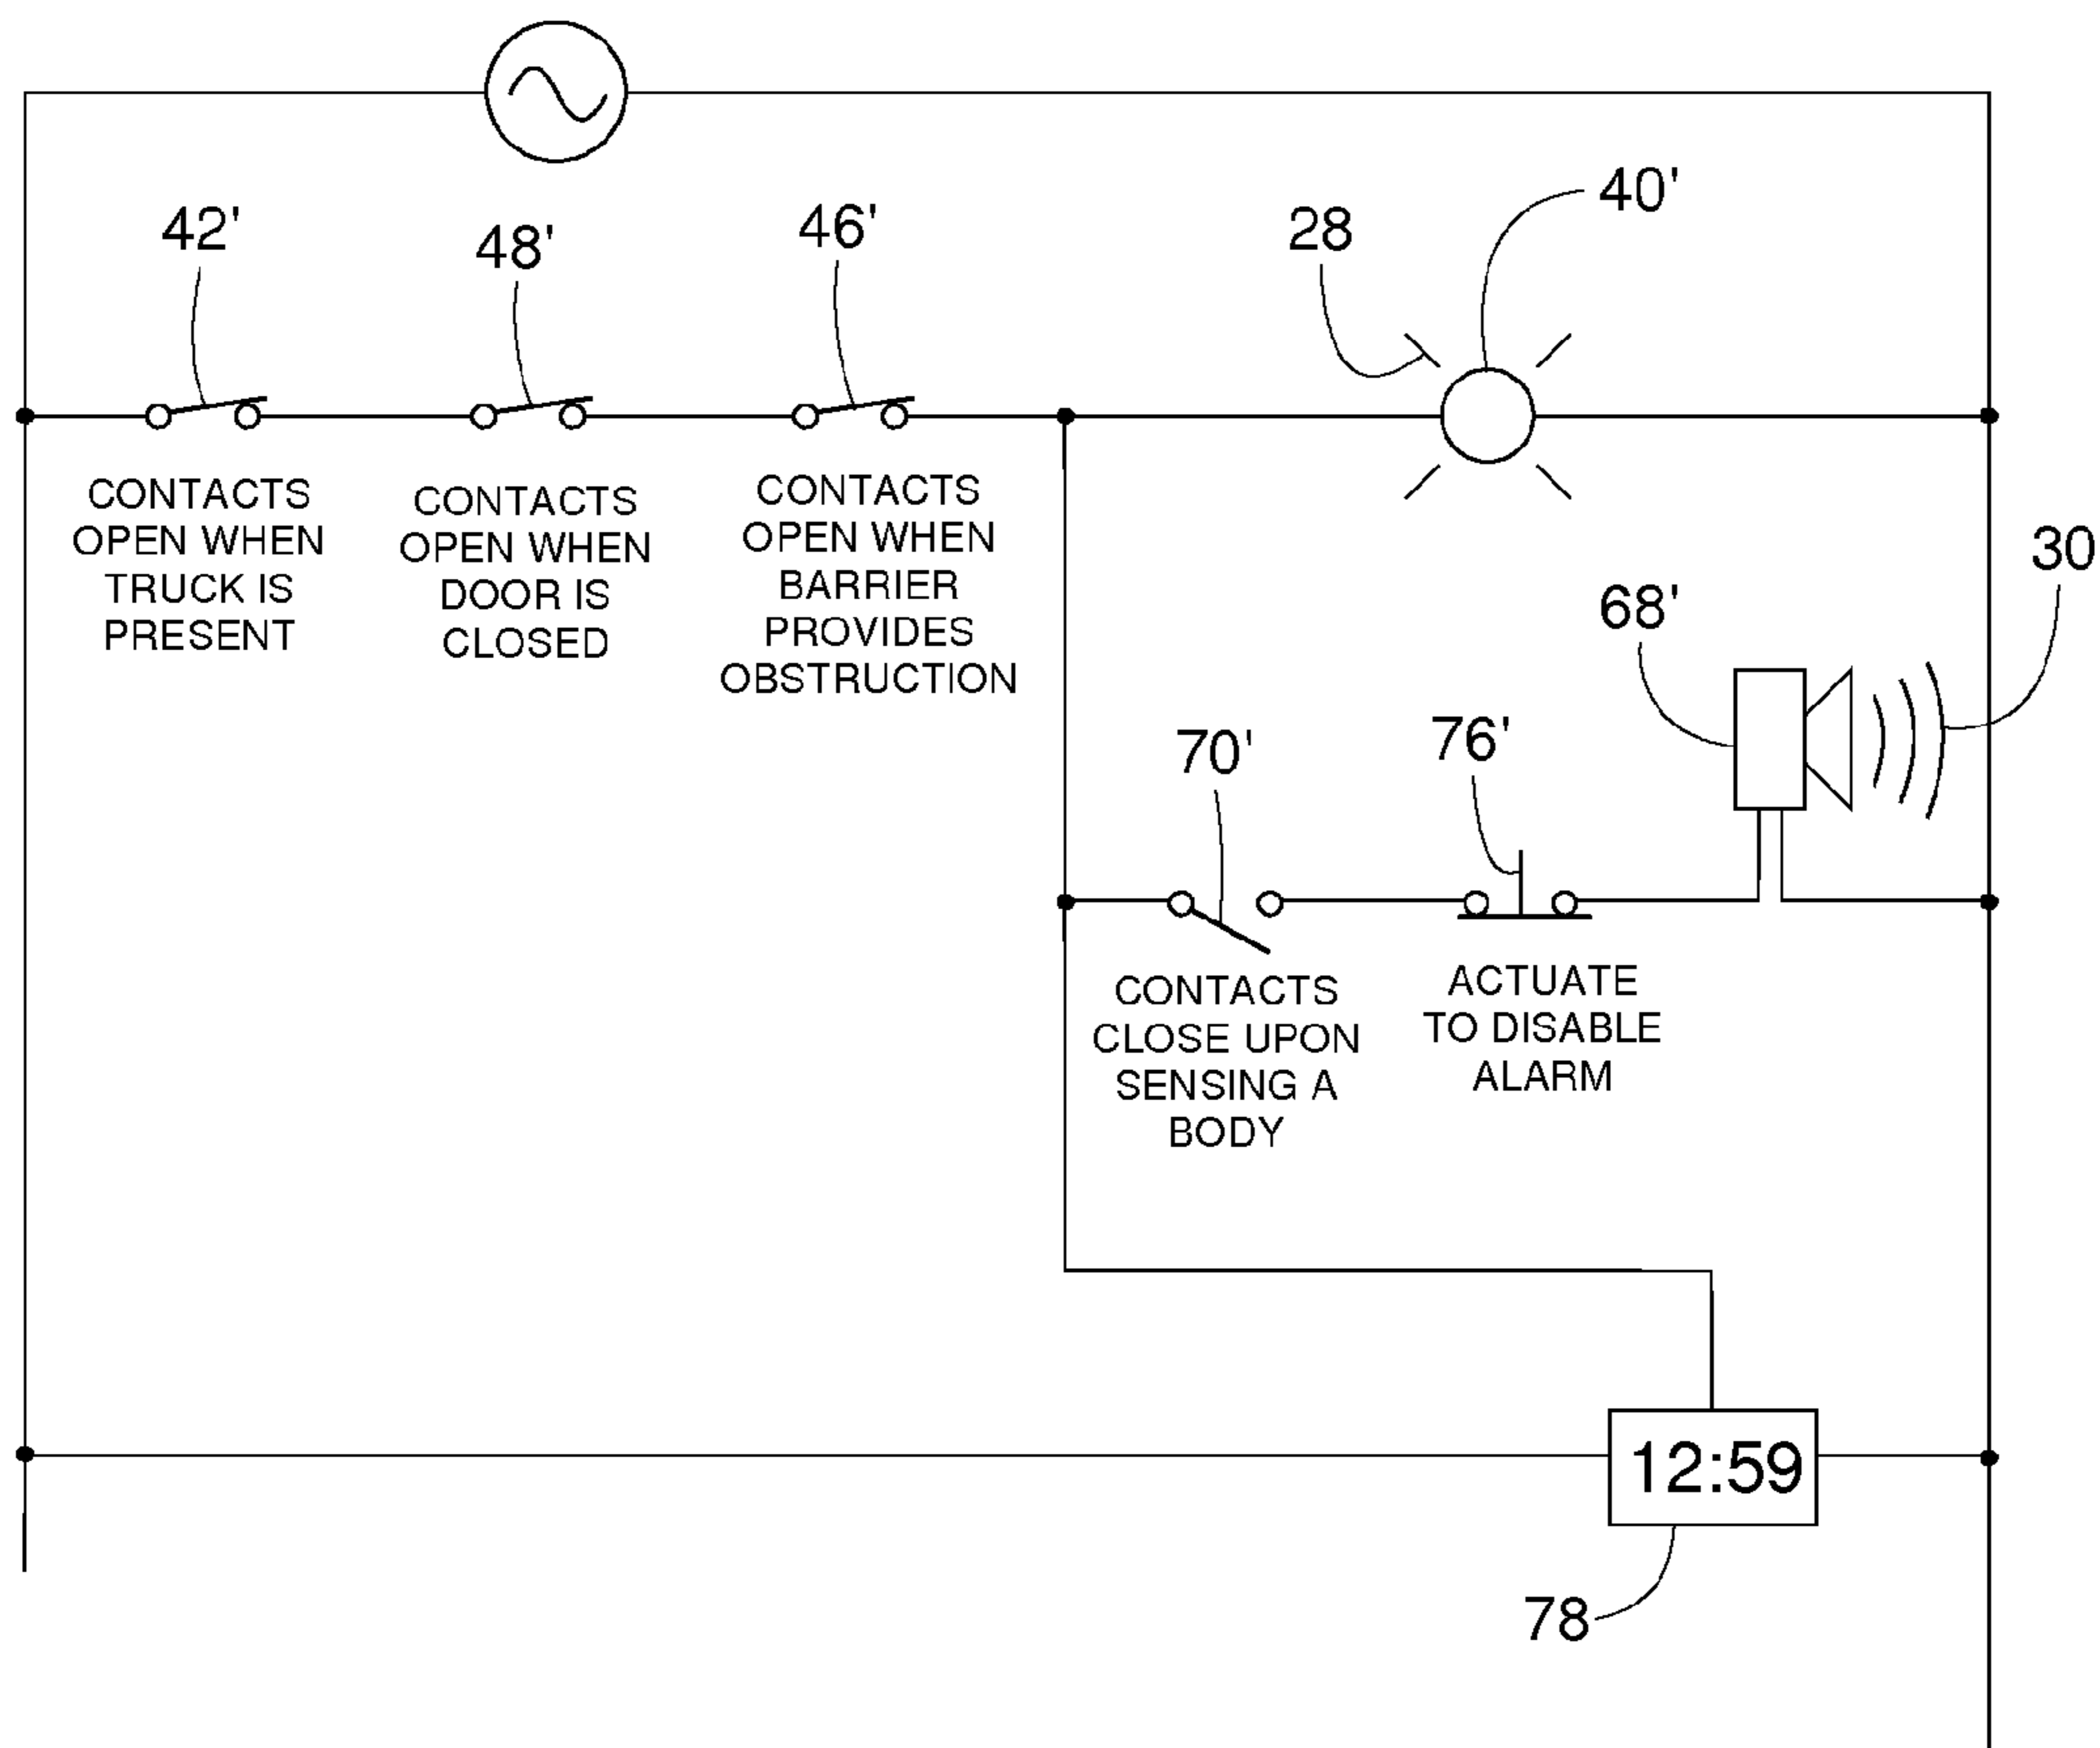 40'
42'
48'
46'
28
CONTACTS
OPEN WHEN
TRUCK IS
PRESENT
CONTACTS
OPEN WHEN
DOOR IS
CLOSED
CONTACTS
OPEN WHEN
BARRIER
PROVIDES
OBSTRUCTION
30
68'
70'
76'
CONTACTS
CLOSE UPON
SENSING A
BODY
ACTUATE
TO DISABLE
ALARM
12:59
78